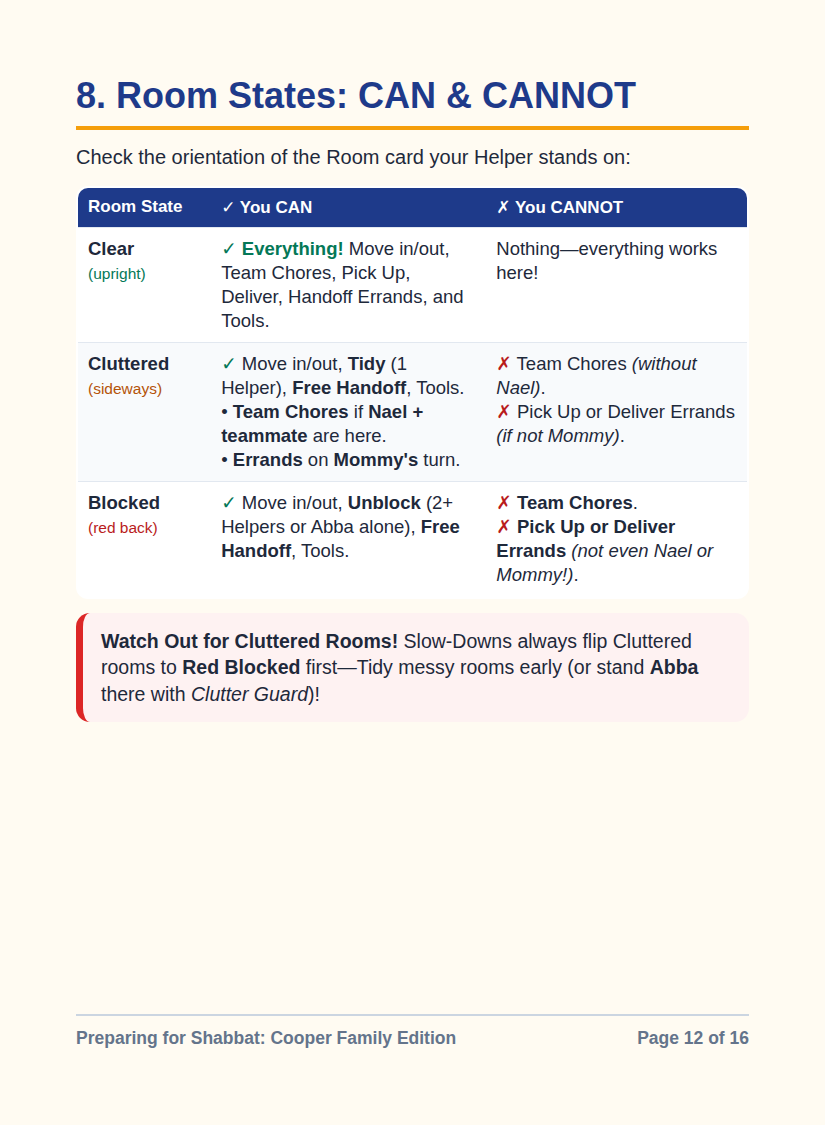 8. Room States: CAN & CANNOT
Check the orientation of the Room card your Helper stands on:
Room State
✓ You CAN
✗ You CANNOT
Clear
(upright)
✓ Everything! Move in/out,
Team Chores, Pick Up,
Deliver, Handoff Errands, and
Tools.
Nothing—everything works
here!
Cluttered
(sideways)
✓ Move in/out, Tidy (1
Helper), Free Handoff, Tools.
• Team Chores if Nael +
teammate are here.
• Errands on Mommy's turn.
✗ Team Chores (without
Nael).
✗ Pick Up or Deliver Errands
(if not Mommy).
Blocked
(red back)
✓ Move in/out, Unblock (2+
Helpers or Abba alone), Free
Handoff, Tools.
✗ Team Chores.
✗ Pick Up or Deliver
Errands (not even Nael or
Mommy!).
Watch Out for Cluttered Rooms! Slow-Downs always flip Cluttered
rooms to Red Blocked first—Tidy messy rooms early (or stand Abba
there with Clutter Guard)!
Preparing for Shabbat: Cooper Family Edition
Page 12 of 16